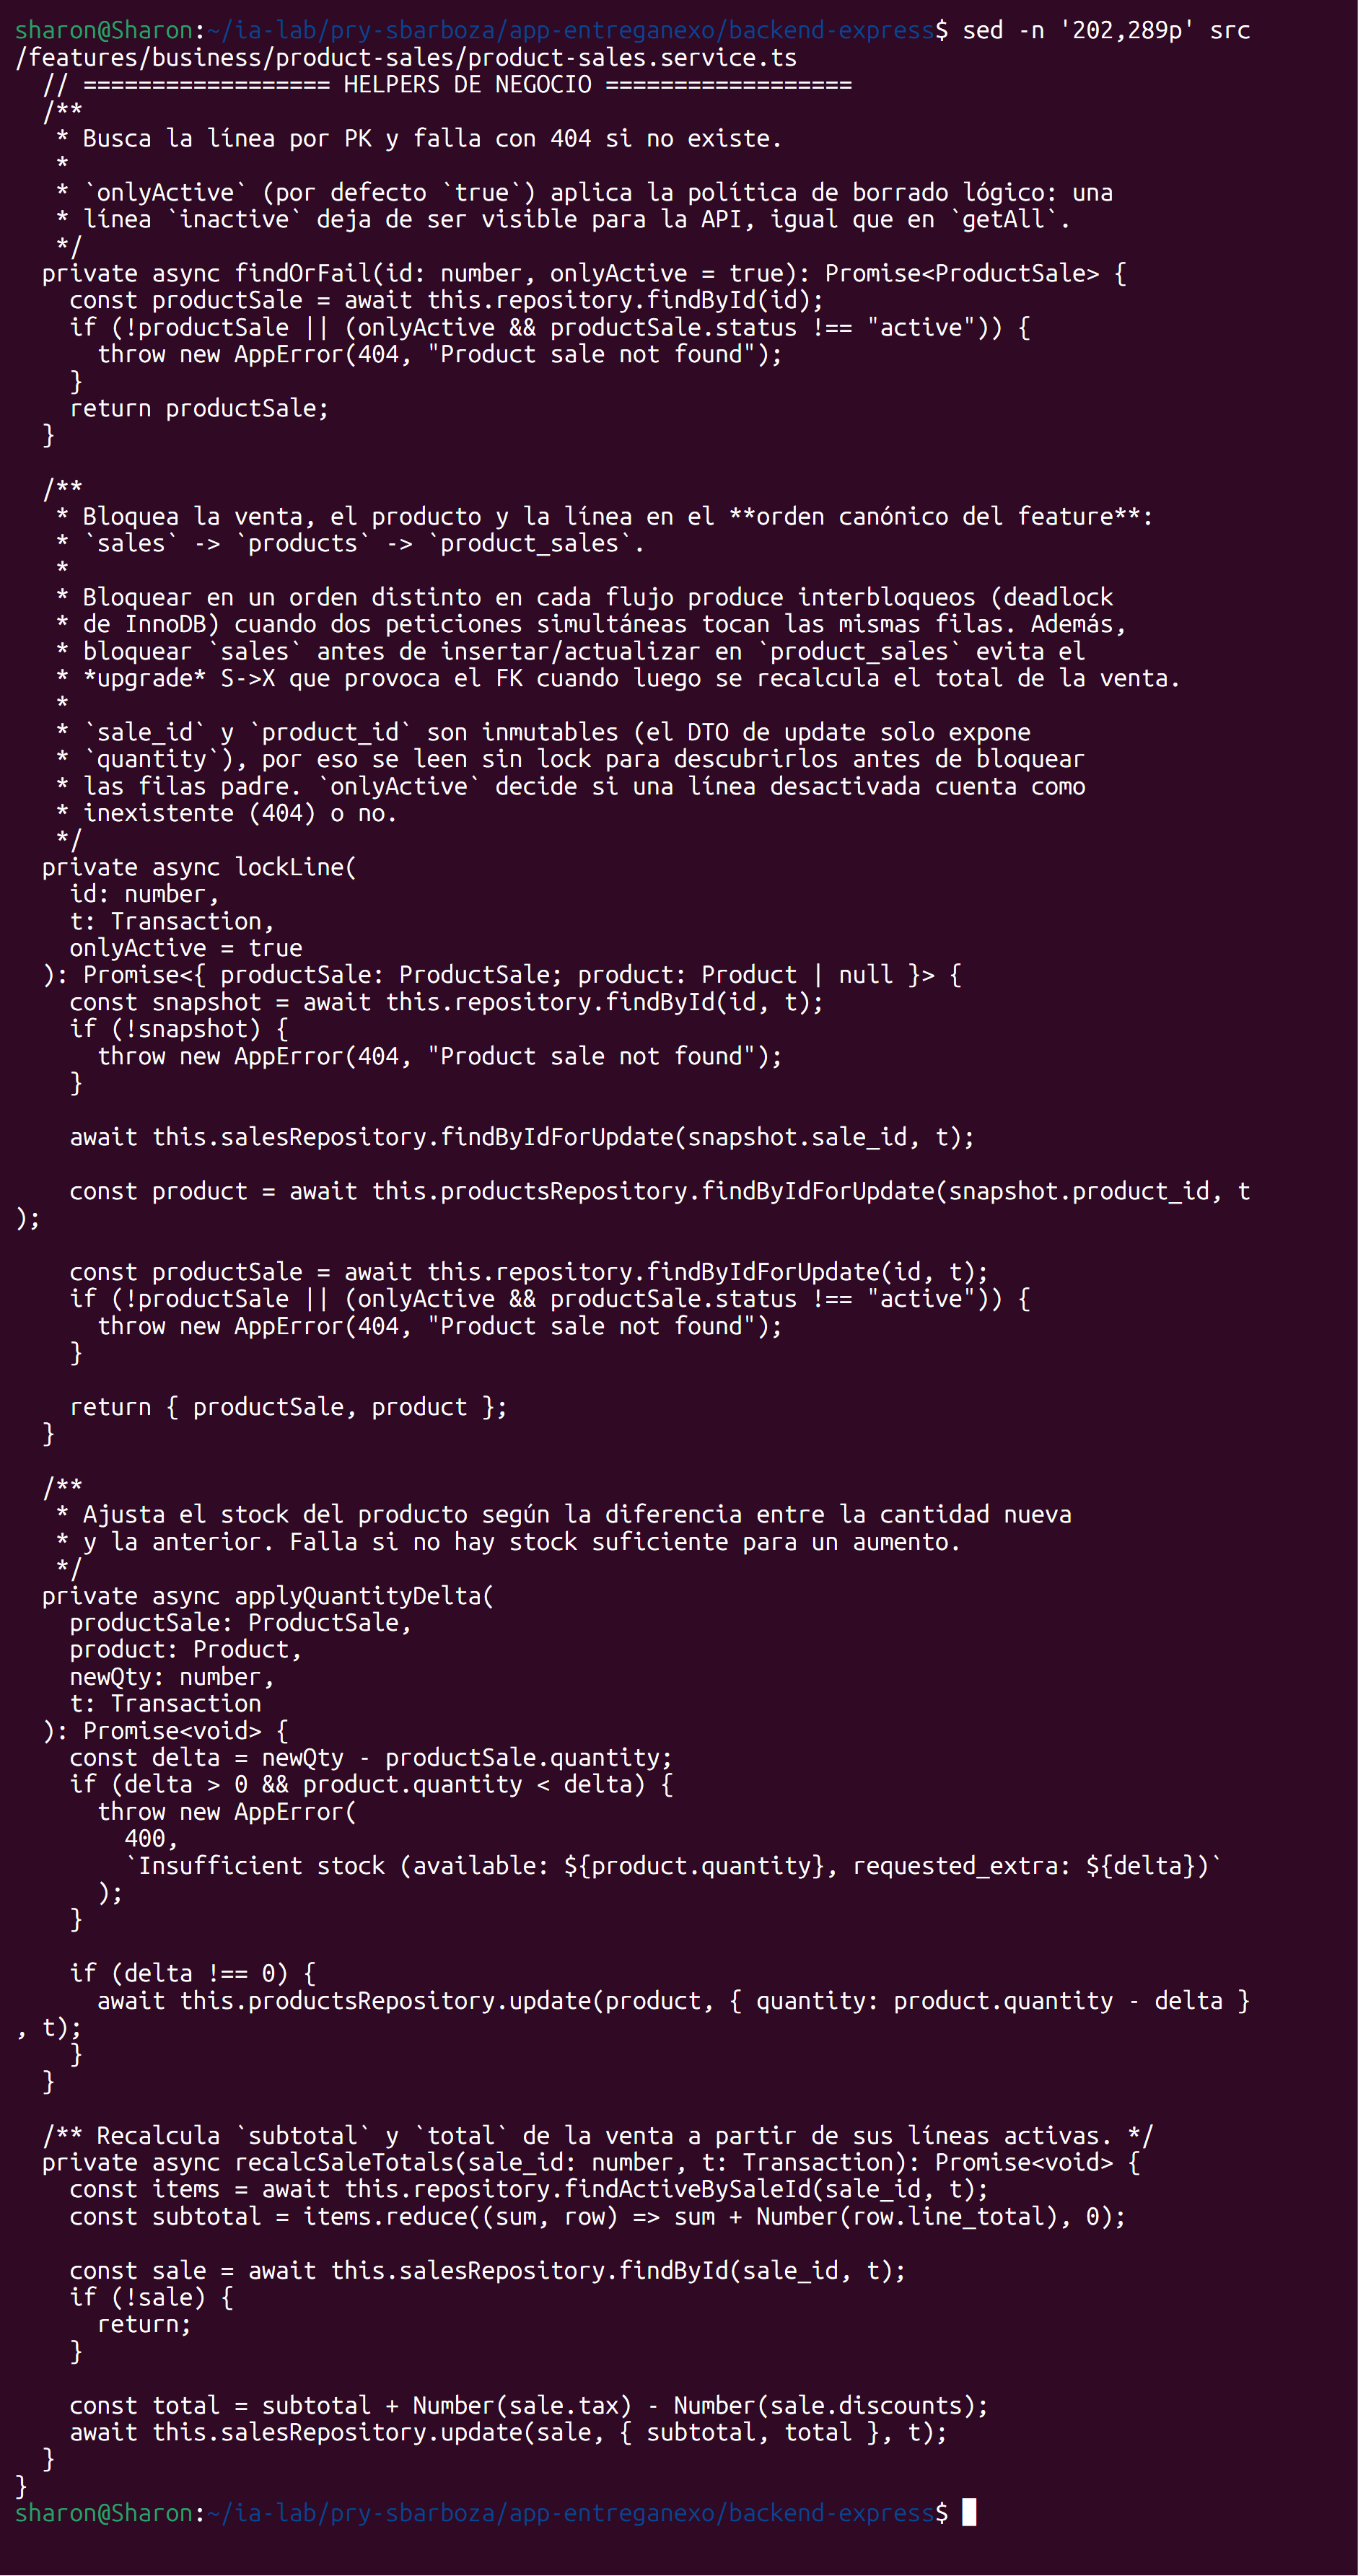 sharon@Sharon:~/ia-lab/pry-sbarboza/app-entreganexo/backend-express$ sed -n '202,289p' src
/features/business/product-sales/product-sales.service.ts
  // ================== HELPERS DE NEGOCIO ==================
  /**
   * Busca la línea por PK y falla con 404 si no existe.
   *
   * `onlyActive` (por defecto `true`) aplica la política de borrado lógico: una
   * línea `inactive` deja de ser visible para la API, igual que en `getAll`.
   */
  private async findOrFail(id: number, onlyActive = true): Promise<ProductSale> {
    const productSale = await this.repository.findById(id);
    if (!productSale || (onlyActive && productSale.status !== "active")) {
      throw new AppError(404, "Product sale not found");
    }
    return productSale;
  }

  /**
   * Bloquea la venta, el producto y la línea en el **orden canónico del feature**:
   * `sales` -> `products` -> `product_sales`.
   *
   * Bloquear en un orden distinto en cada flujo produce interbloqueos (deadlock
   * de InnoDB) cuando dos peticiones simultáneas tocan las mismas filas. Además,
   * bloquear `sales` antes de insertar/actualizar en `product_sales` evita el
   * *upgrade* S->X que provoca el FK cuando luego se recalcula el total de la venta.
   *
   * `sale_id` y `product_id` son inmutables (el DTO de update solo expone
   * `quantity`), por eso se leen sin lock para descubrirlos antes de bloquear
   * las filas padre. `onlyActive` decide si una línea desactivada cuenta como
   * inexistente (404) o no.
   */
  private async lockLine(
    id: number,
    t: Transaction,
    onlyActive = true
  ): Promise<{ productSale: ProductSale; product: Product | null }> {
    const snapshot = await this.repository.findById(id, t);
    if (!snapshot) {
      throw new AppError(404, "Product sale not found");
    }

    await this.salesRepository.findByIdForUpdate(snapshot.sale_id, t);

    const product = await this.productsRepository.findByIdForUpdate(snapshot.product_id, t
);

    const productSale = await this.repository.findByIdForUpdate(id, t);
    if (!productSale || (onlyActive && productSale.status !== "active")) {
      throw new AppError(404, "Product sale not found");
    }

    return { productSale, product };
  }

  /**
   * Ajusta el stock del producto según la diferencia entre la cantidad nueva
   * y la anterior. Falla si no hay stock suficiente para un aumento.
   */
  private async applyQuantityDelta(
    productSale: ProductSale,
    product: Product,
    newQty: number,
    t: Transaction
  ): Promise<void> {
    const delta = newQty - productSale.quantity;
    if (delta > 0 && product.quantity < delta) {
      throw new AppError(
        400,
        `Insufficient stock (available: ${product.quantity}, requested_extra: ${delta})`
      );
    }

    if (delta !== 0) {
      await this.productsRepository.update(product, { quantity: product.quantity - delta }
, t);
    }
  }

  /** Recalcula `subtotal` y `total` de la venta a partir de sus líneas activas. */
  private async recalcSaleTotals(sale_id: number, t: Transaction): Promise<void> {
    const items = await this.repository.findActiveBySaleId(sale_id, t);
    const subtotal = items.reduce((sum, row) => sum + Number(row.line_total), 0);

    const sale = await this.salesRepository.findById(sale_id, t);
    if (!sale) {
      return;
    }

    const total = subtotal + Number(sale.tax) - Number(sale.discounts);
    await this.salesRepository.update(sale, { subtotal, total }, t);
  }
}
sharon@Sharon:~/ia-lab/pry-sbarboza/app-entreganexo/backend-express$